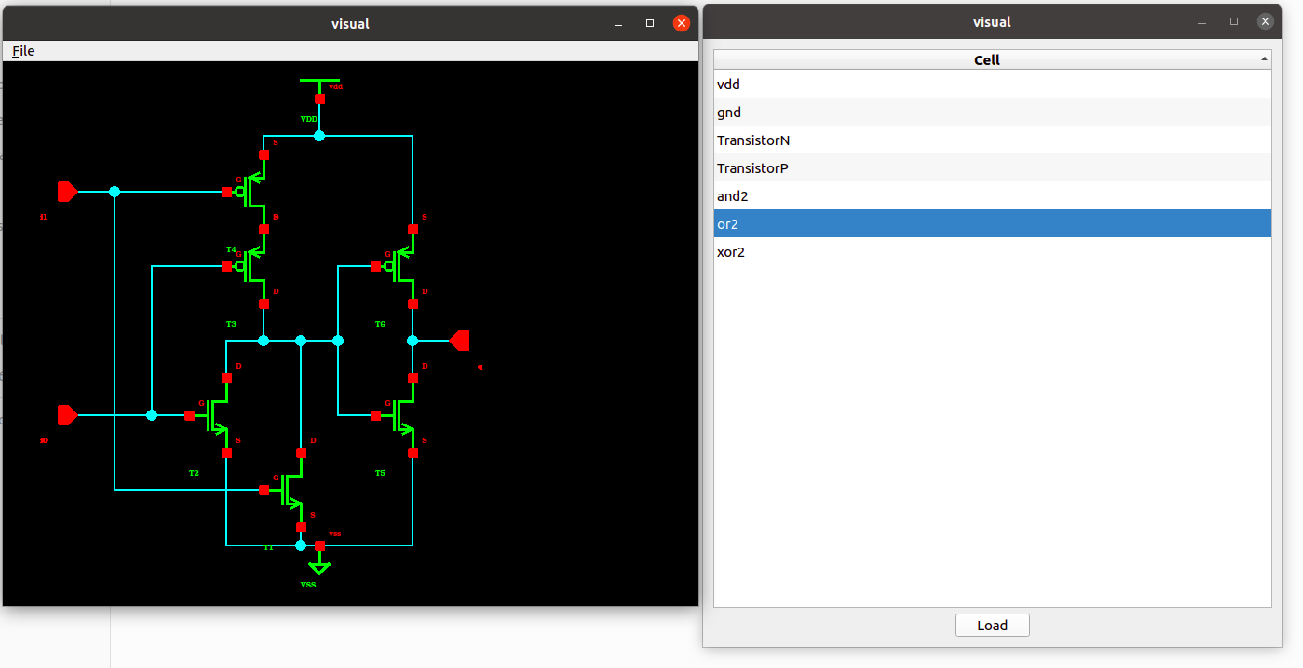 visual
File
vdd
VDD
S
G
i1
D
S
S
T4
G
G
D
D
T3
T6
q
D
D
G
G
i0
S
D
S
T2
T5
G
S
vss
T1
VSS
visual
Cell
vdd
gnd
TransistorN
TransistorP
and2
or2
xor2
Load